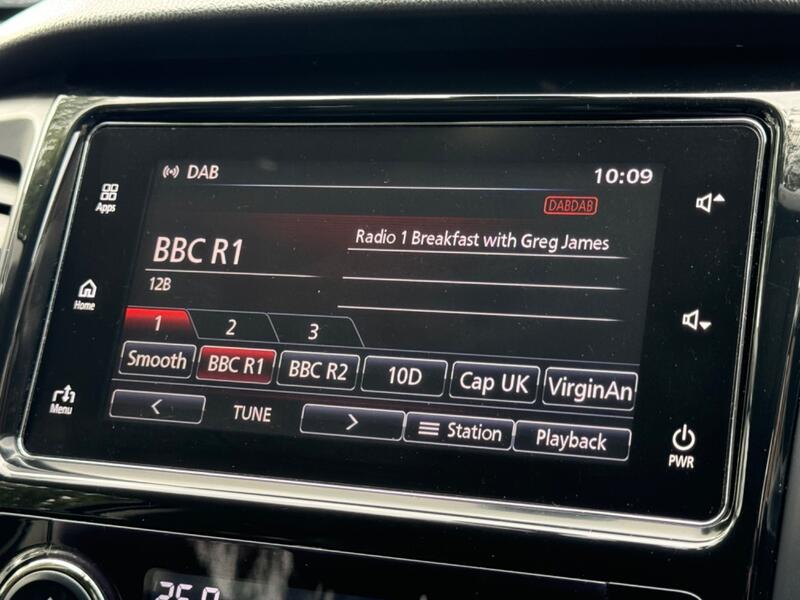 DAB
10:09
Apps
DABDAB
BBC R1
Radio 1 Breakfast with Greg James
12B
Home
1 2 3
Smooth BBC R1 BBC R2 10D Cap UK VirginAn
Menu
< TUNE > Station Playback
PWR